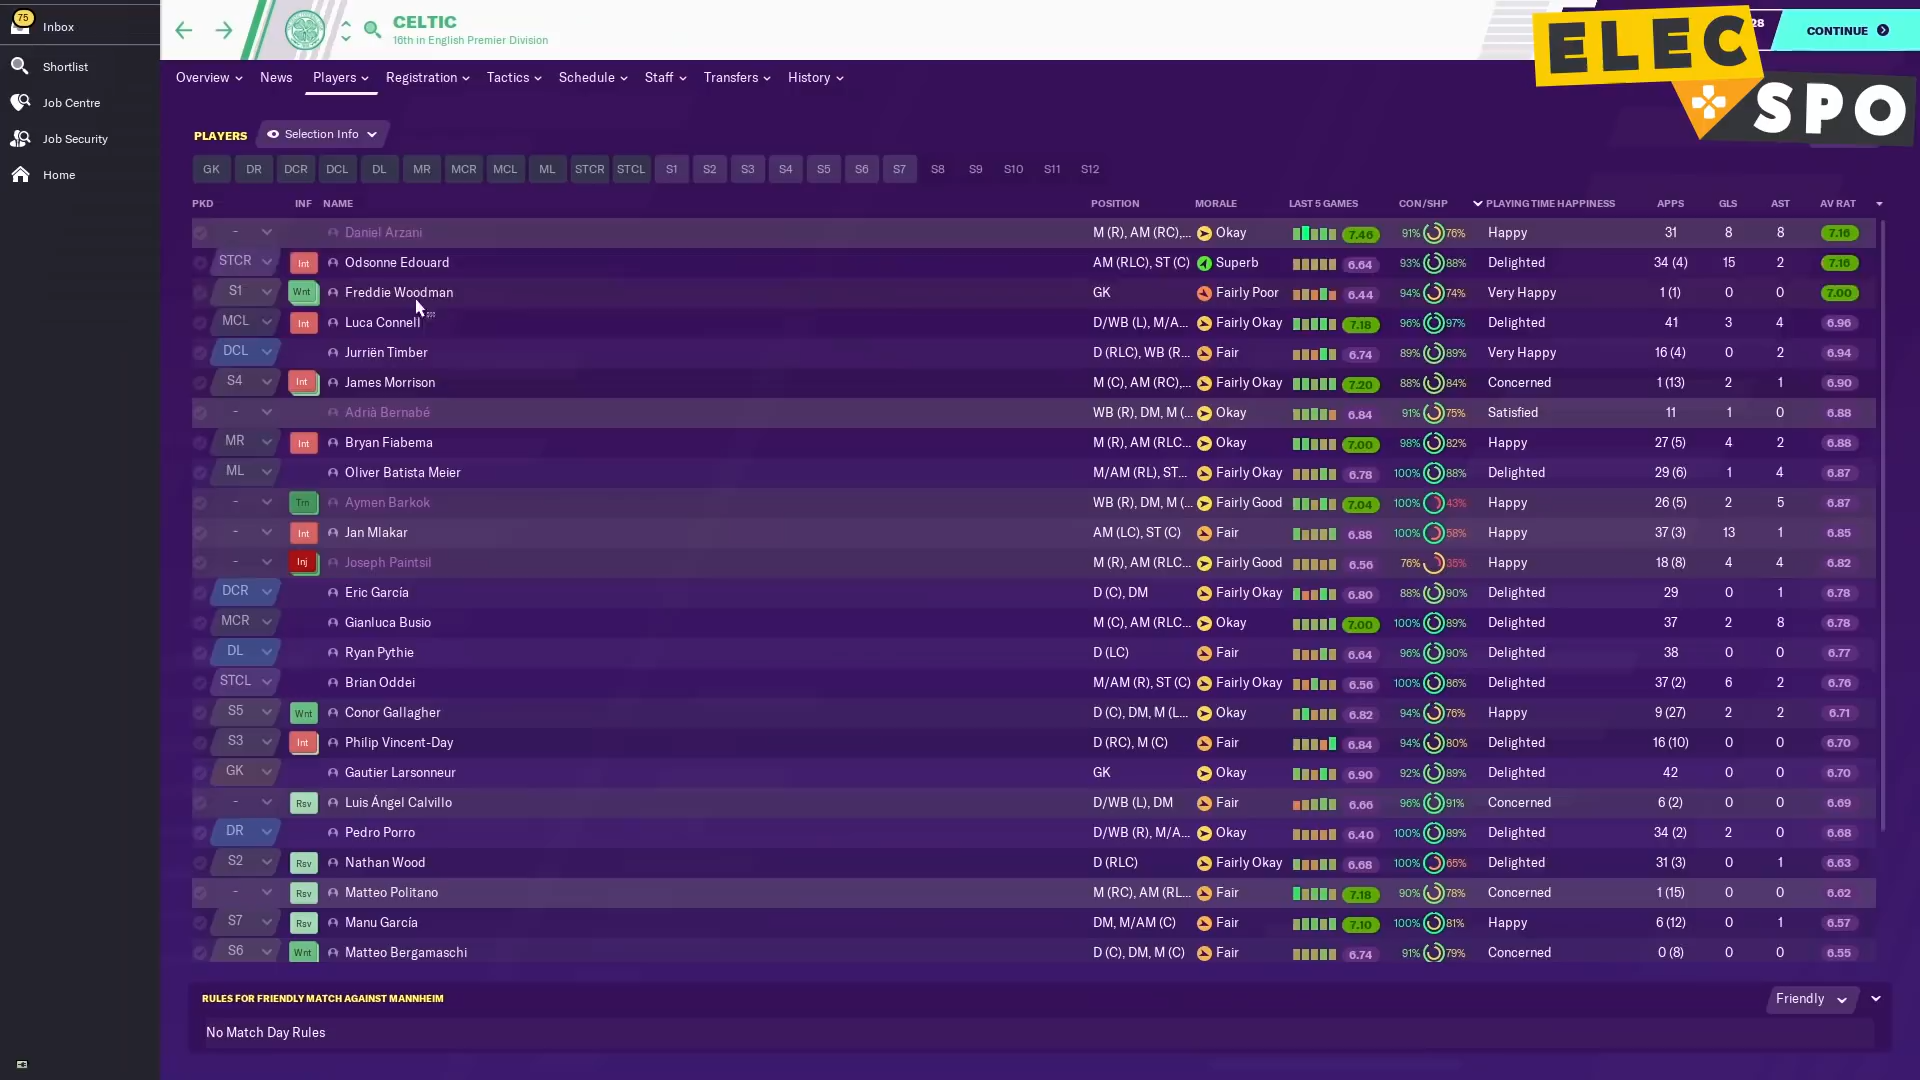 75
Inbox
Shortlist
Job Centre
Job Security
Home
CELTIC
16th in English Premier Division
28
CONTINUE
ELEC
SPO
Overview News Players Registration Tactics Schedule Staff Transfers History
PLAYERS Selection Info
GK DR DCR DCL DL MR MCR MCL ML STCR STCL S1 S2 S3 S4 S5 S6 S7 S8 S9 S10 S11 S12
PKD INF NAME POSITION MORALE LAST 5 GAMES CON/SHP PLAYING TIME HAPPINESS APPS GLS AST AV RAT
- Daniel Arzani M (R), AM (RC),... Okay 7.46 91% 76% Happy 31 8 8 7.16
STCR Int Odsonne Edouard AM (RLC), ST (C) Superb 6.64 93% 88% Delighted 34 (4) 15 2 7.16
S1 Wnt Freddie Woodman GK Fairly Poor 6.44 94% 74% Very Happy 1 (1) 0 0 7.00
MCL Int Luca Connell D/WB (L), M/A... Fairly Okay 7.18 96% 97% Delighted 41 3 4 6.96
DCL Jurriën Timber D (RLC), WB (R... Fair 6.74 89% 89% Very Happy 16 (4) 0 2 6.94
S4 Int James Morrison M (C), AM (RC),... Fairly Okay 7.20 88% 84% Concerned 1 (13) 2 1 6.90
- Adrià Bernabé WB (R), DM, M (... Okay 6.84 91% 75% Satisfied 11 1 0 6.88
MR Int Bryan Fiabema M (R), AM (RLC... Okay 7.00 98% 82% Happy 27 (5) 4 2 6.88
ML Oliver Batista Meier M/AM (RL), ST... Fairly Okay 6.78 100% 88% Delighted 29 (6) 1 4 6.87
- Trn Aymen Barkok WB (R), DM, M (... Fairly Good 7.04 100% 43% Happy 26 (5) 2 5 6.87
- Int Jan Mlakar AM (LC), ST (C) Fair 6.88 100% 58% Happy 37 (3) 13 1 6.85
- Inj Joseph Paintsil M (R), AM (RLC... Fairly Good 6.56 76% 35% Happy 18 (8) 4 4 6.82
DCR Eric García D (C), DM Fairly Okay 6.80 88% 90% Delighted 29 0 1 6.78
MCR Gianluca Busio M (C), AM (RLC... Okay 7.00 100% 89% Delighted 37 2 8 6.78
DL Ryan Pythie D (LC) Fair 6.64 96% 90% Delighted 38 0 0 6.77
STCL Brian Oddei M/AM (R), ST (C) Fairly Okay 6.56 100% 86% Delighted 37 (2) 6 2 6.76
S5 Wnt Conor Gallagher D (C), DM, M (L... Okay 6.82 94% 76% Happy 9 (27) 2 2 6.71
S3 Int Philip Vincent-Day D (RC), M (C) Fair 6.84 94% 80% Delighted 16 (10) 0 0 6.70
GK Gautier Larsonneur GK Okay 6.90 92% 89% Delighted 42 0 0 6.70
- Rsv Luis Ángel Calvillo D/WB (L), DM Fair 6.66 96% 91% Concerned 6 (2) 0 0 6.69
DR Pedro Porro D/WB (R), M/A... Okay 6.40 100% 89% Delighted 34 (2) 2 0 6.68
S2 Rsv Nathan Wood D (RLC) Fairly Okay 6.68 100% 65% Delighted 31 (3) 0 1 6.63
- Rsv Matteo Politano M (RC), AM (RL... Fair 7.18 90% 78% Concerned 1 (15) 0 0 6.62
S7 Rsv Manu García DM, M/AM (C) Fair 7.10 100% 81% Happy 6 (12) 0 1 6.57
S6 Wnt Matteo Bergamaschi D (C), DM, M (C) Fair 6.74 91% 79% Concerned 0 (8) 0 0 6.55
RULES FOR FRIENDLY MATCH AGAINST MANNHEIM Friendly
No Match Day Rules